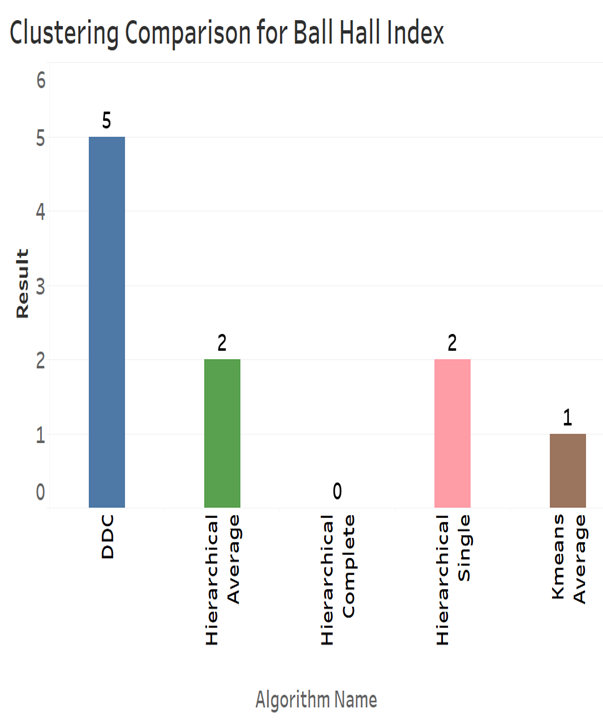 Clustering Comparison for Ball Hall Index
6
5
4
3
2
1
0
Result
5
2
0
2
1
DDC
Hierarchical
Average
Hierarchical
Complete
Hierarchical
Single
Kmeans
Average
Algorithm Name